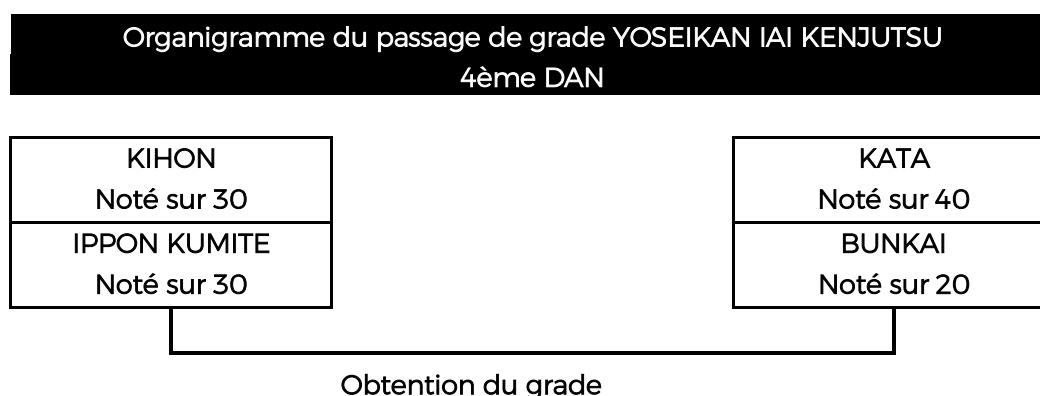 Organigramme du passage de grade YOSEIKAN IAI KENJUTSU
4ème DAN
KIHON
Noté sur 30
IPPON KUMITE
Noté sur 30
KATA
Noté sur 40
BUNKAI
Noté sur 20
Obtention du grade